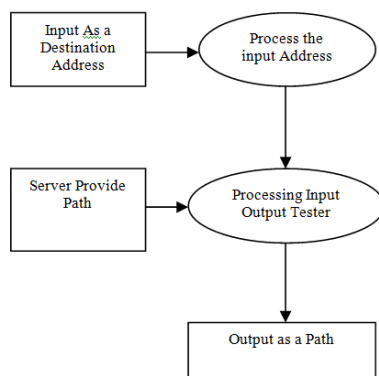 Input As a
Destination
Address
Process the
input Address
Server Provide
Path
Processing Input
Output Tester
Output as a Path